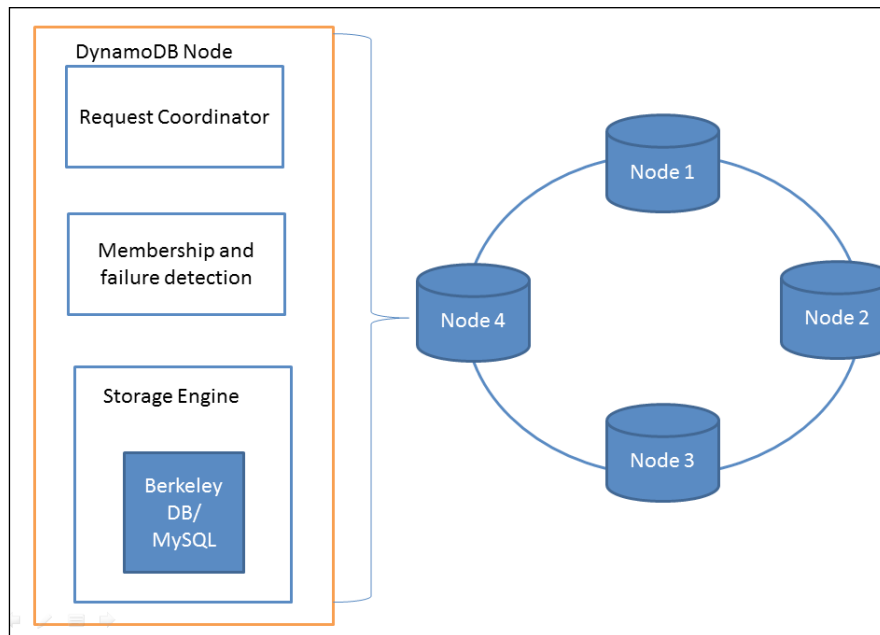 DynamoDB Node
Request Coordinator
Membership and
failure detection
Storage Engine
Berkeley
DB/
MySQL
Node 1
Node 2
Node 3
Node 4